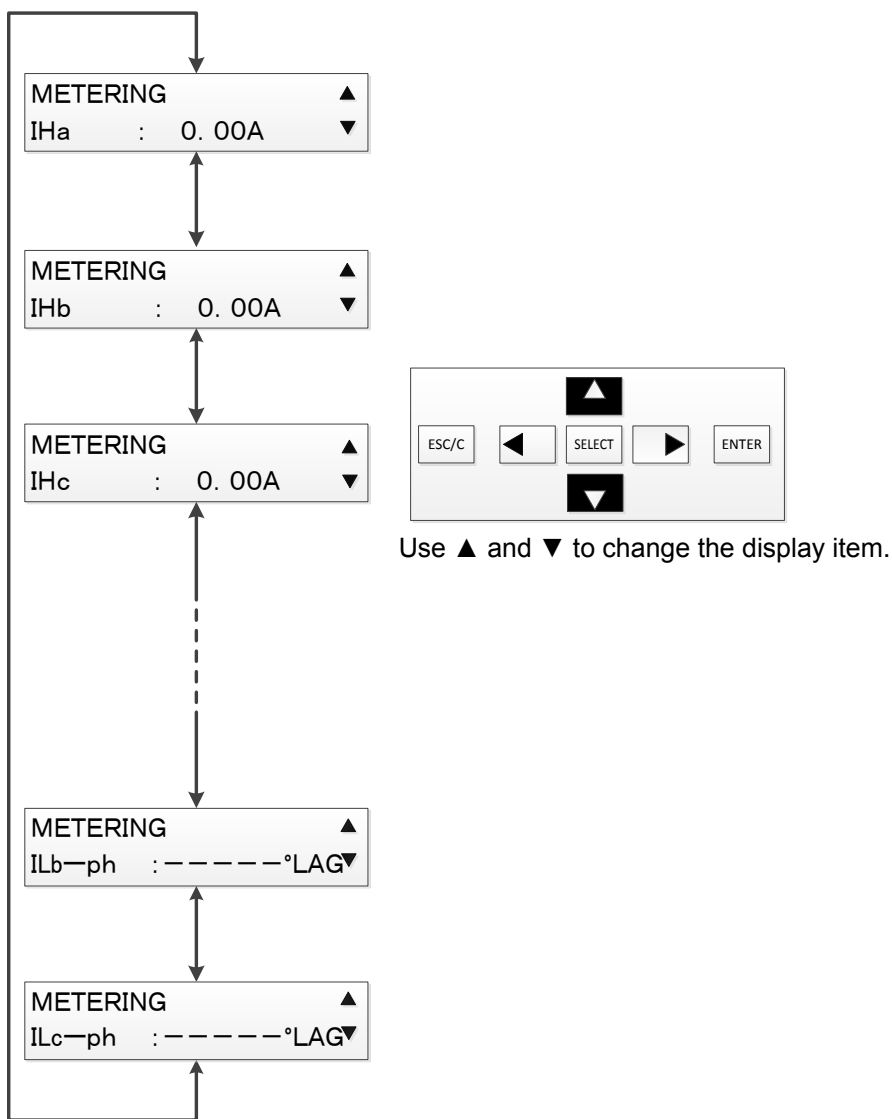 METERING ▲
IHa : 0. 00A ▼
METERING ▲
IHb : 0. 00A ▼
METERING ▲
IHc : 0. 00A ▼
▲
ESC/C ◀ SELECT ▶ ENTER
▼
Use ▲ and ▼ to change the display item.
METERING ▲
ILb－ph :－－－－－°LAG▼
METERING ▲
ILc－ph :－－－－－°LAG▼